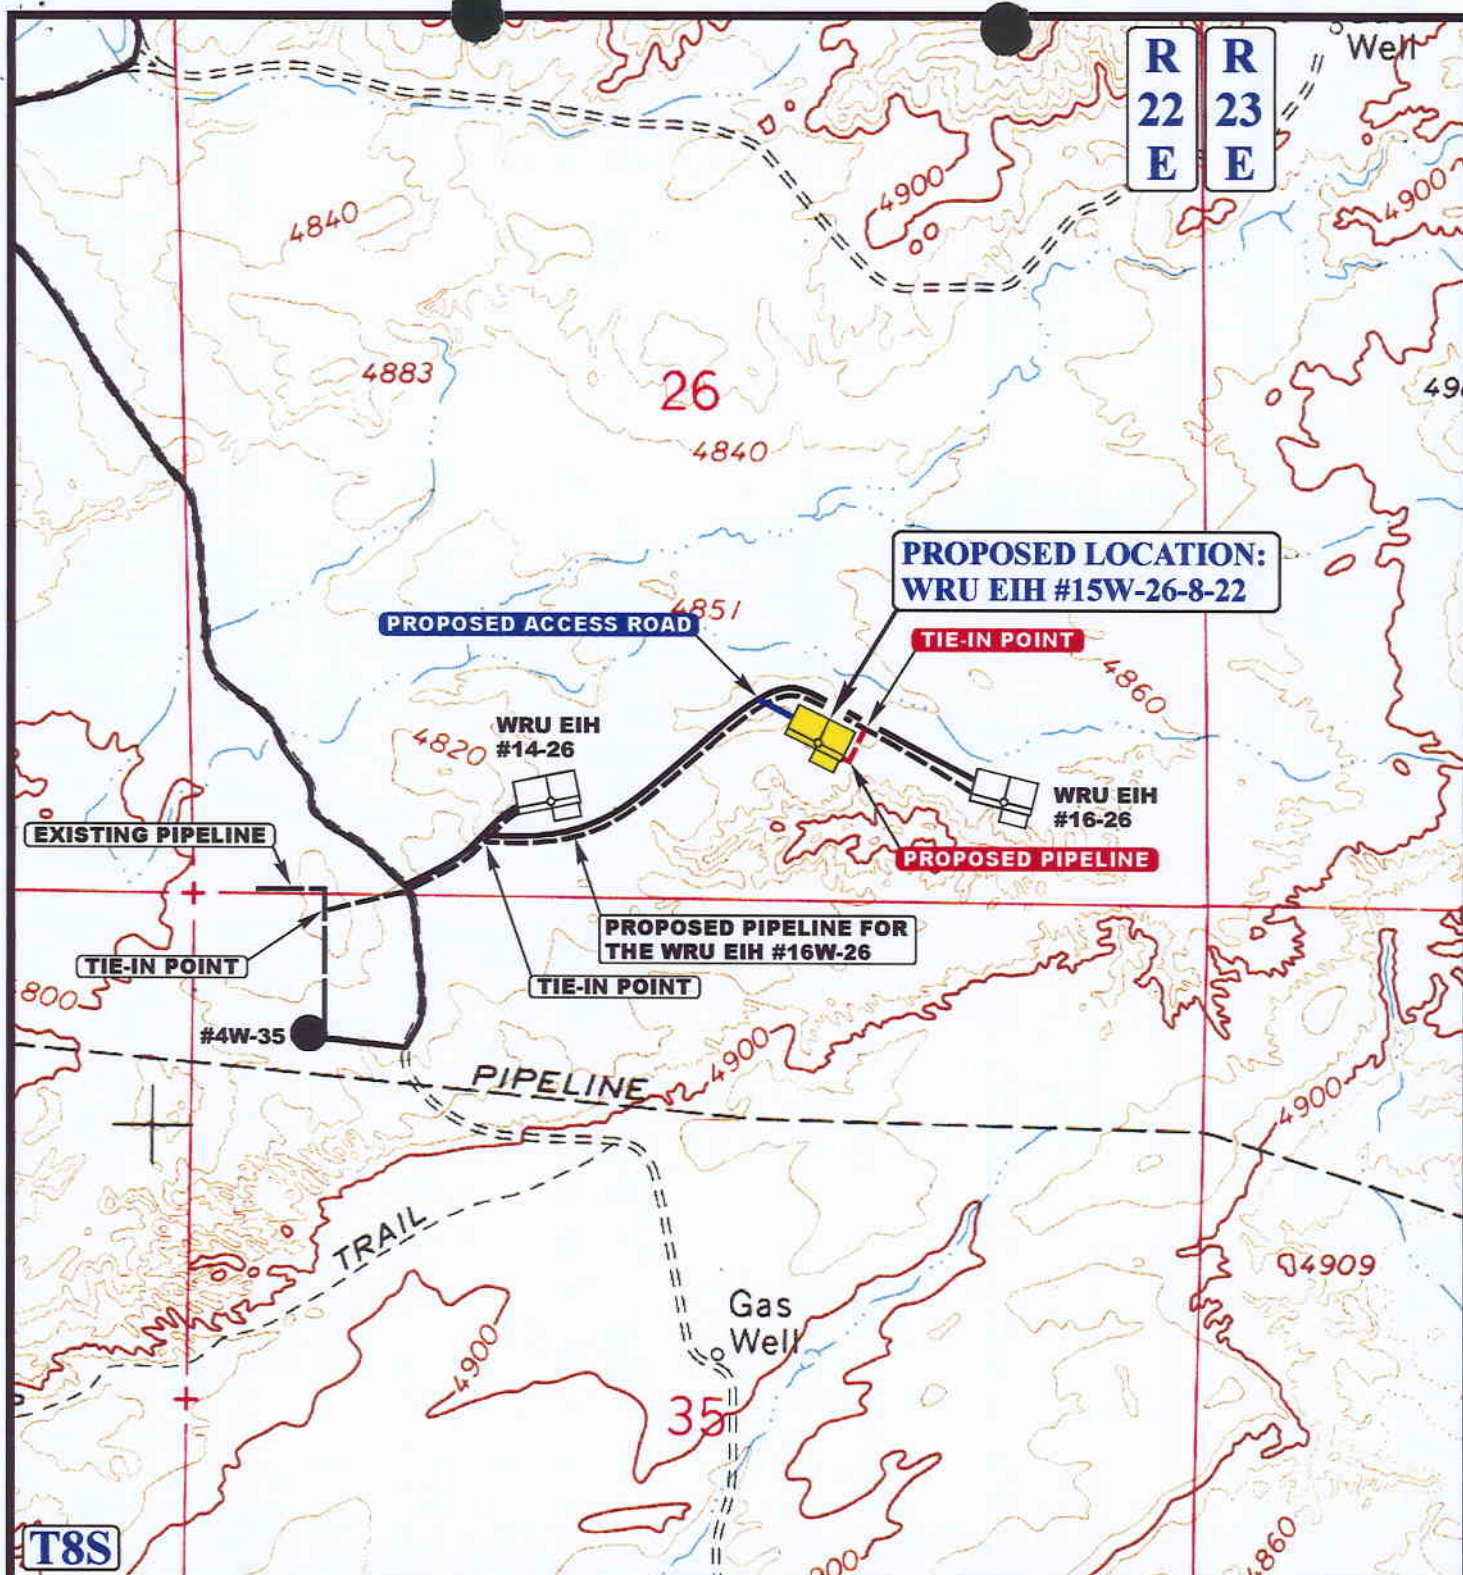 Well
R
22
E
R
23
E
4900
4900
4840
4883
26
4840
PROPOSED LOCATION:
WRU EIH #15W-26-8-22
4851
PROPOSED ACCESS ROAD
TIE-IN POINT
4860
WRU EIH
#14-26
4820
WRU EIH
#16-26
EXISTING PIPELINE
PROPOSED PIPELINE
PROPOSED PIPELINE FOR
THE WRU EIH #16W-26
TIE-IN POINT
TIE-IN POINT
800
#4W-35
4900
PIPELINE
4900
TRAIL
4909
Gas
Well
4900
35
T8S
4860